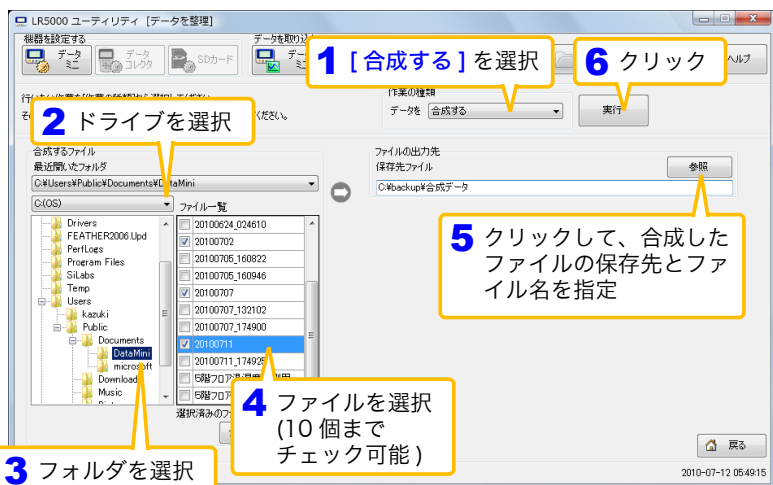 LR5000 ユーティリティ [データを整理]
機器を設定する
データを取り込む
データ
ミニ
データ
コレクタ
SDカード
ヘルプ
1 [ 合成する ] を選択
6 クリック
作業の種類
データを 合成する
実行
ください。
2 ドライブを選択
合成するファイル
最近開いたフォルダ
C:¥Users¥Public¥Documents¥DataMini
C:(OS)
ファイル一覧
ファイルの出力先
保存先ファイル
参照
C:¥backup¥合成データ
Drivers
FEATHER2006.Upd
PerfLogs
Program Files
SiLabs
Temp
Users
kazuki
Public
Documents
DataMini
microsoft
Download
Music
20100624_024610
20100702
20100705_160822
20100705_160946
20100707
20100707_132102
20100707_174900
20100711
20100711_174925
5階フロア
5階フロア
5 クリックして、合成した
ファイルの保存先とファ
イル名を指定
4 ファイルを選択
(10 個まで
チェック可能 )
選択済みのフ
3 フォルダを選択
戻る
2010-07-12 05:49:15